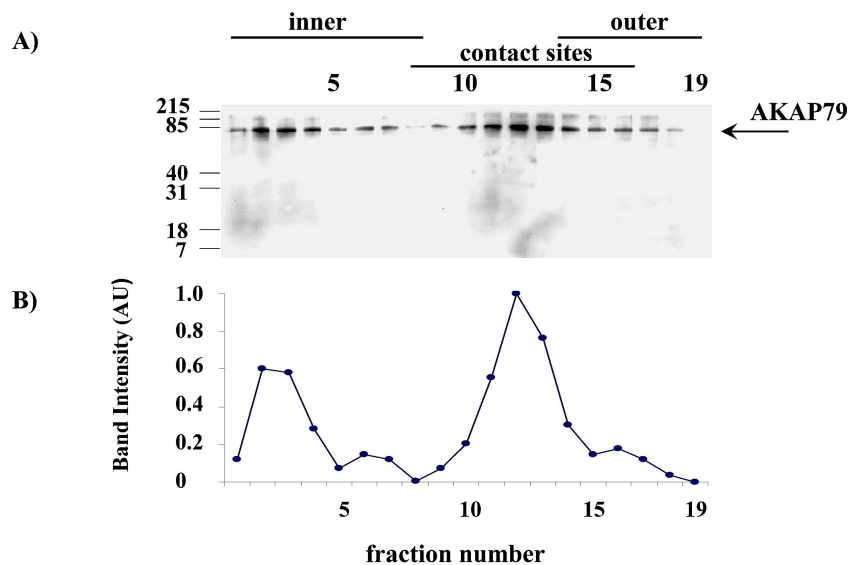 A)
inner
outer
contact sites
5 10 15 19
215
85
40
31
18
7
AKAP79
B)
Band Intensity (AU)
1.0
0.8
0.6
0.4
0.2
0
5 10 15 19
fraction number